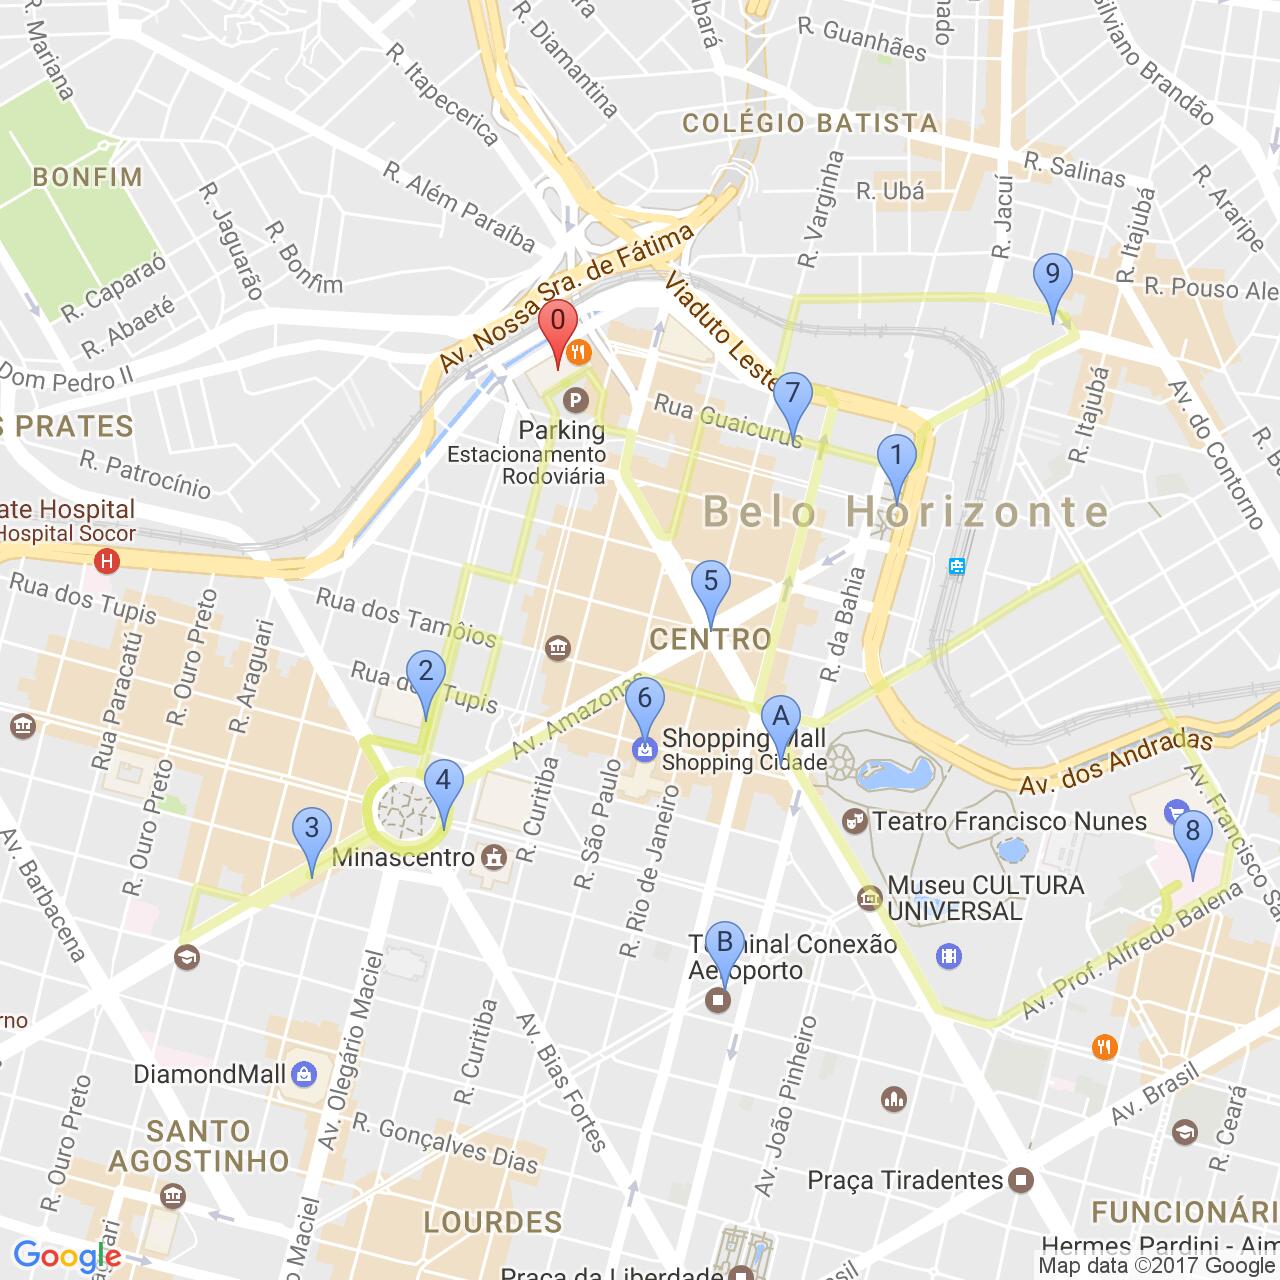 R. Mariana
R. Itapecerica
R. Diamantina
R. Guanhães
Silviano Brandão
COLÉGIO BATISTA
BONFIM
R. Além Paraíba
R. Jaguarão
R. Bonfim
R. Varginha
R. Ubá
R. Jacuí
R. Salinas
R. Itajubá
R. Araripe
R. Caparaó
R. Abaeté
Av. Nossa Sra. de Fátima
Viaduto Leste
R. Pouso Ale
9
0
Dom Pedro II
S PRATES
R. Patrocínio
P
Parking
Estacionamento
Rodoviária
Rua Guaicurus
7
1
R. Itajubá
Av. do Contorno
Belo Horizonte
ate Hospital
Hospital Socor
H
Rua dos Tupis
Rua dos Tamôios
5
CENTRO
R. da Bahia
R. Ouro Preto
R. Araguari
Rua Paracatú
2
Tupis
Av. Amazonas
6
A
Shopping Mall
Shopping Cidade
Av. dos Andradas
Av. Francisco Sa
4
3
8
Minascentro
R. Curitiba
R. São Paulo
R. Rio de Janeiro
Teatro Francisco Nunes
Museu CULTURA
UNIVERSAL
R. Ouro Preto
Av. Barbacena
B
Conexão
Aeroporto
Av. Prof. Alfredo Balena
rno
DiamondMall
Av. Olegário Maciel
R. Curitiba
Av. Bias Fortes
Av. João Pinheiro
Av. Brasil
R. Ceará
R. Ouro Preto
SANTO
AGOSTINHO
R. Gonçalves Dias
Praça Tiradentes
LOURDES
FUNCIONÁRI
Hermes Pardini - Aim
Praça da Liberdade
Maciel
Google
Map data ©2017 Google